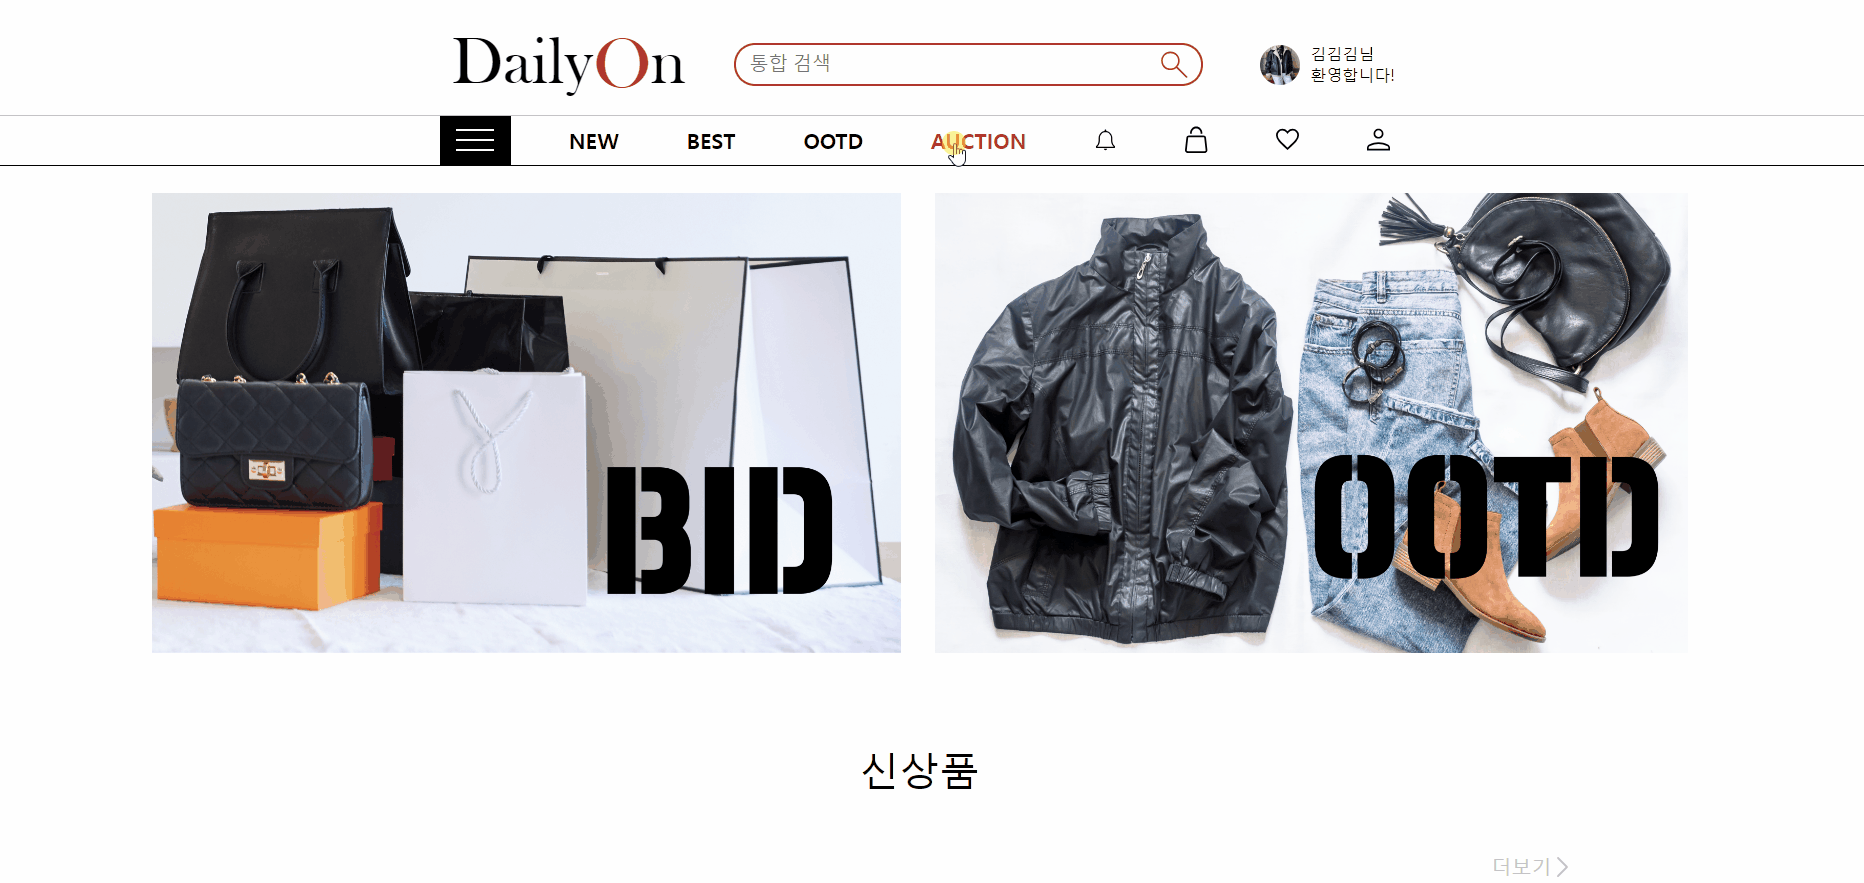 DailyOn
통합 검색
김김김님
환영합니다!
NEW
BEST
OOTD
AUCTION
BID
OOTD
신상품
더보기